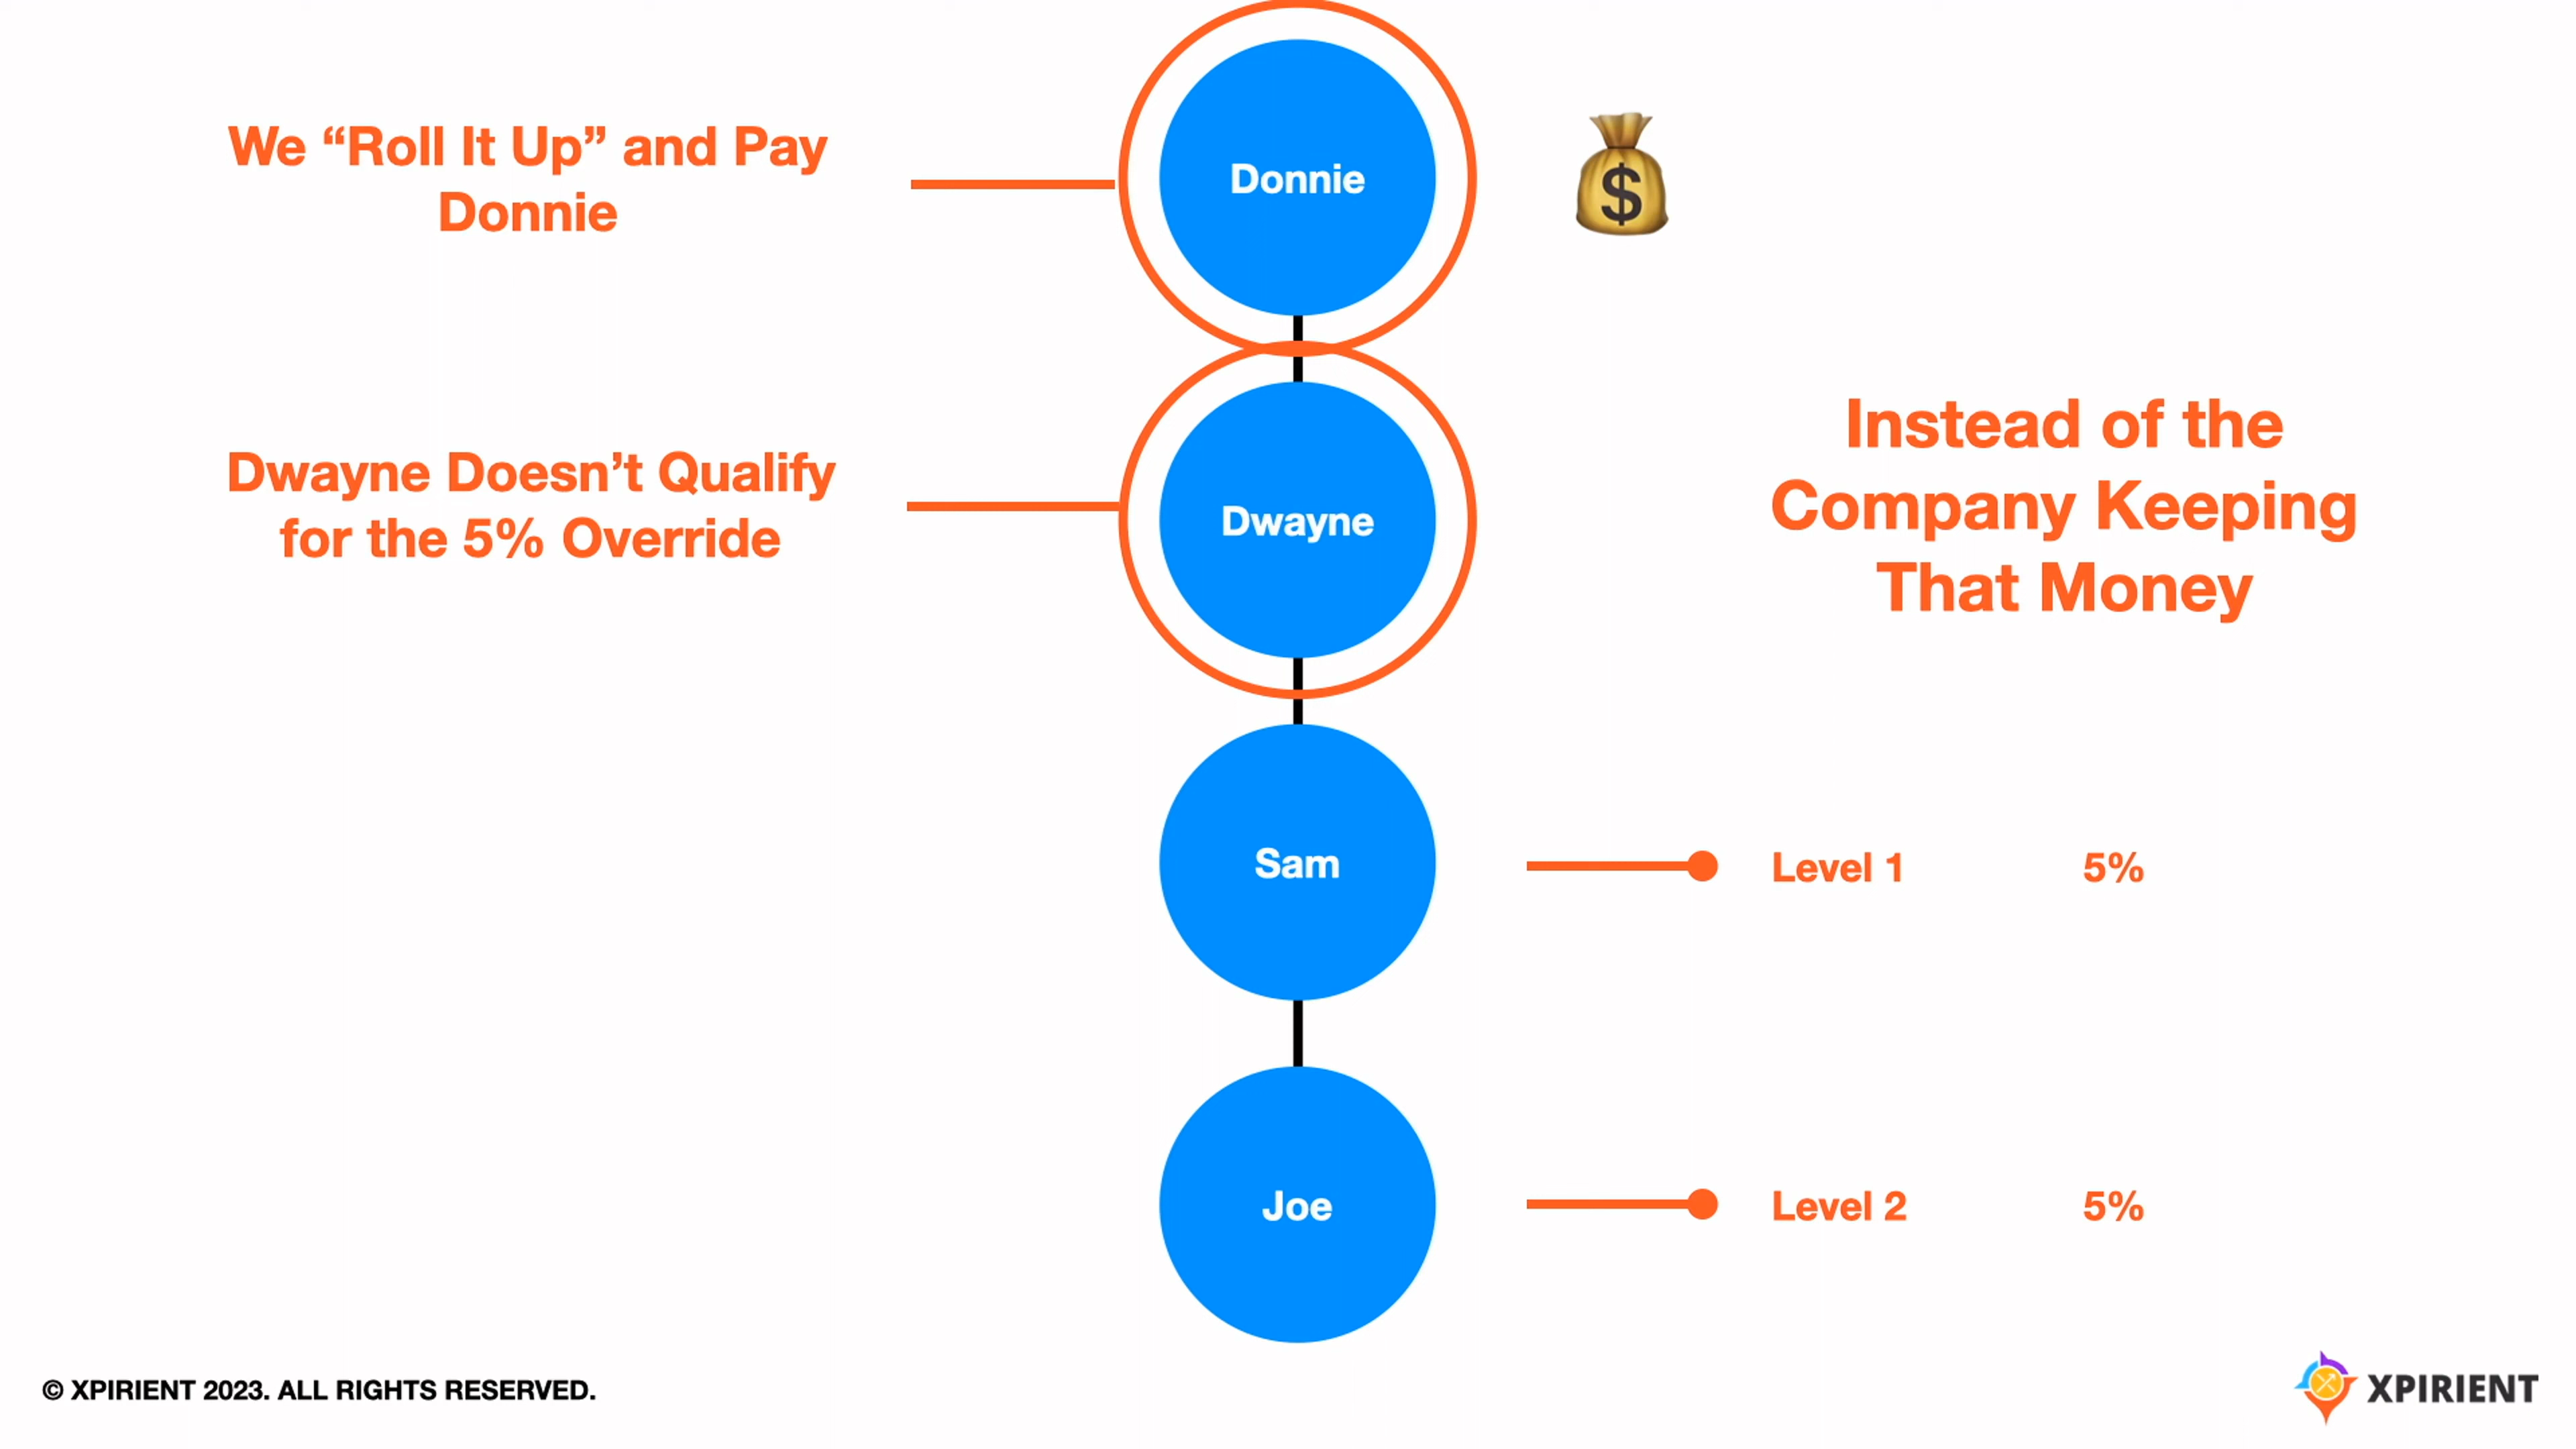 We “Roll It Up” and Pay
Donnie
Donnie
Dwayne Doesn’t Qualify
for the 5% Override
Dwayne
Instead of the
Company Keeping
That Money
Sam
Level 1 5%
Joe
Level 2 5%
© XPIRIENT 2023. ALL RIGHTS RESERVED.
XPIRIENT